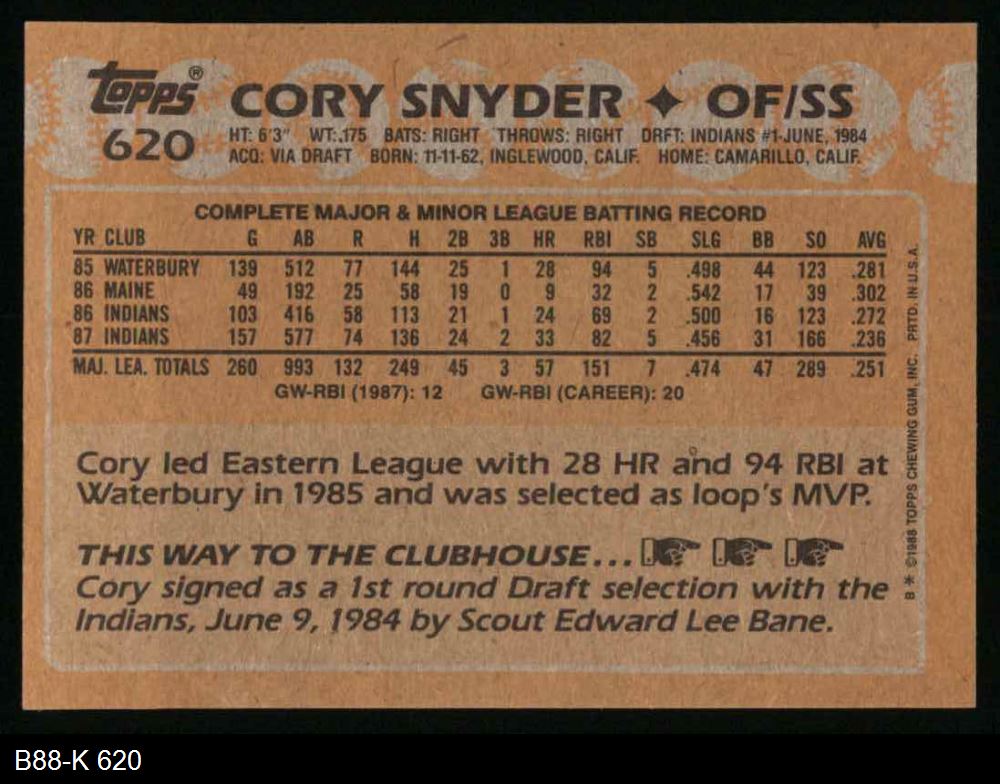 topps® CORY SNYDER ✦ OF/SS
620 HT: 6'3" WT: 175 BATS: RIGHT THROWS: RIGHT DRFT: INDIANS #1-JUNE, 1984
ACQ: VIA DRAFT BORN: 11-11-62, INGLEWOOD, CALIF. HOME: CAMARILLO, CALIF.
COMPLETE MAJOR & MINOR LEAGUE BATTING RECORD
YR CLUB G AB R H 2B 3B HR RBI SB SLG BB SO AVG
85 WATERBURY 139 512 77 144 25 1 28 94 5 .498 44 123 .281
86 MAINE 49 192 25 58 19 0 9 32 2 .542 17 39 .302
86 INDIANS 103 416 58 113 21 1 24 69 2 .500 16 123 .272
87 INDIANS 157 577 74 136 24 2 33 82 5 .456 31 166 .236
MAJ. LEA. TOTALS 260 993 132 249 45 3 57 151 7 .474 47 289 .251
GW-RBI (1987): 12 GW-RBI (CAREER): 20
Cory led Eastern League with 28 HR and 94 RBI at
Waterbury in 1985 and was selected as loop's MVP.
THIS WAY TO THE CLUBHOUSE...
Cory signed as a 1st round Draft selection with the
Indians, June 9, 1984 by Scout Edward Lee Bane.
B * ©1988 TOPPS CHEWING GUM, INC. PRTD. IN U.S.A.
B88-K 620